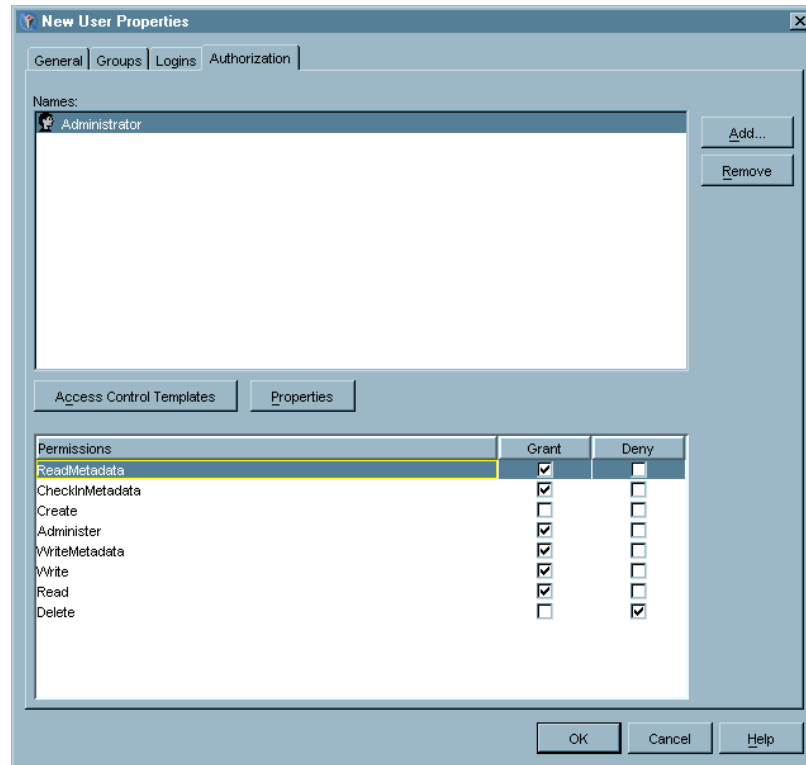 New User Properties
General Groups Logins Authorization
Names:
Administrator
Add...
Remove
Access Control Templates Properties
Permissions Grant Deny
ReadMetadata
CheckInMetadata
Create
Administer
WriteMetadata
Write
Read
Delete
OK Cancel Help